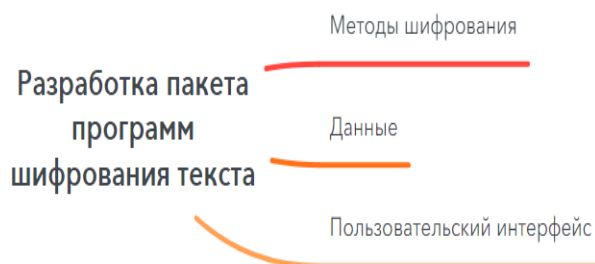 Методы шифрования
Разработка пакета
программ
шифрования текста
Данные
Пользовательский интерфейс